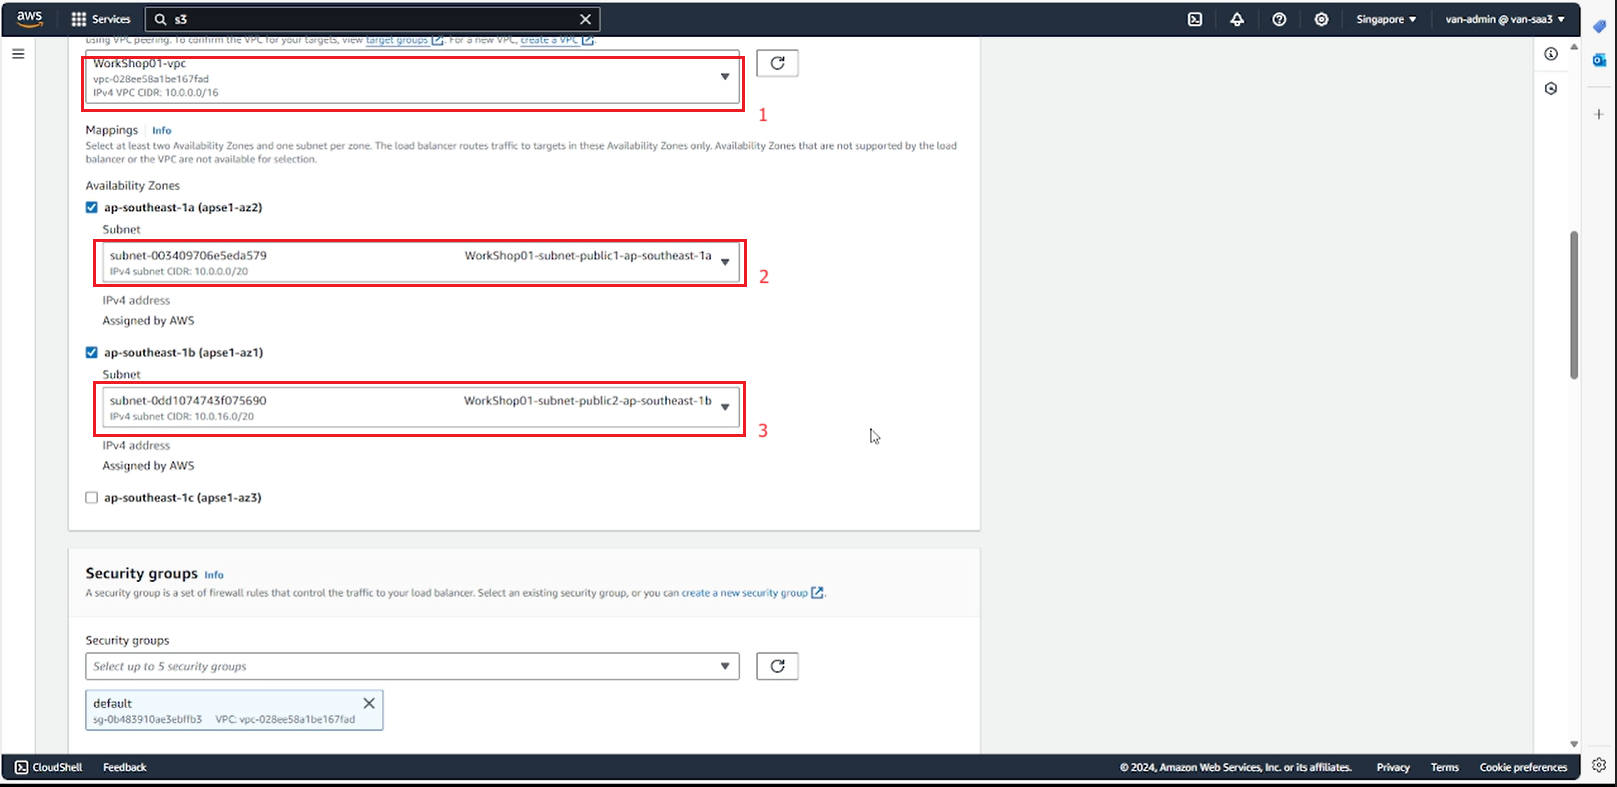 aws Services s3 Singapore van-admin @ van-saa3
using VPC peering. To confirm the VPC for your targets, view target groups. For a new VPC, create a VPC.
WorkShop01-vpc
vpc-028ee58a1be167fad
IPv4 VPC CIDR: 10.0.0.0/16
1
Mappings Info
Select at least two Availability Zones and one subnet per zone. The load balancer routes traffic to targets in these Availability Zones only. Availability Zones that are not supported by the load
balancer or the VPC are not available for selection.
Availability Zones
ap-southeast-1a (apse1-az2)
Subnet
subnet-003409706e5eda579 WorkShop01-subnet-public1-ap-southeast-1a
IPv4 subnet CIDR: 10.0.0.0/20
2
IPv4 address
Assigned by AWS
ap-southeast-1b (apse1-az1)
Subnet
subnet-0dd1074743f075690 WorkShop01-subnet-public2-ap-southeast-1b
IPv4 subnet CIDR: 10.0.16.0/20
3
IPv4 address
Assigned by AWS
ap-southeast-1c (apse1-az3)
Security groups Info
A security group is a set of firewall rules that control the traffic to your load balancer. Select an existing security group, or you can create a new security group.
Security groups
Select up to 5 security groups
default
sg-0b483910ae3ebffb3 VPC: vpc-028ee58a1be167fad
CloudShell Feedback © 2024, Amazon Web Services, Inc. or its affiliates. Privacy Terms Cookie preferences